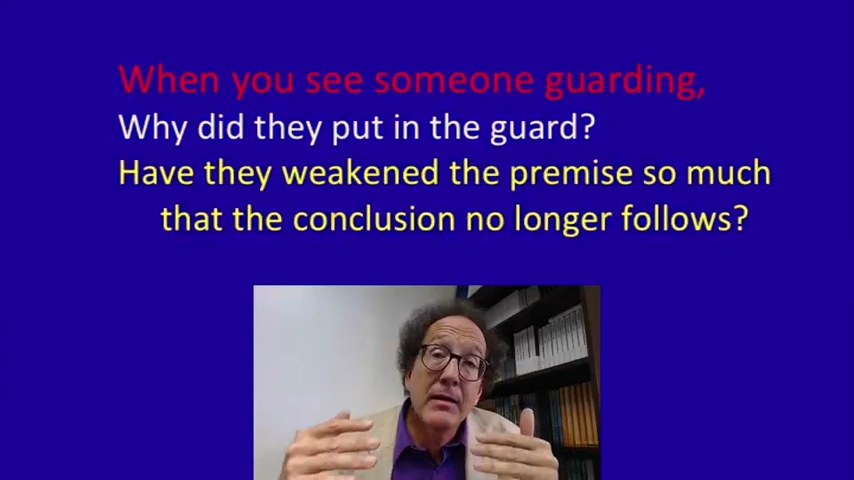 When you see someone guarding,
Why did they put in the guard?
Have they weakened the premise so much
that the conclusion no longer follows?